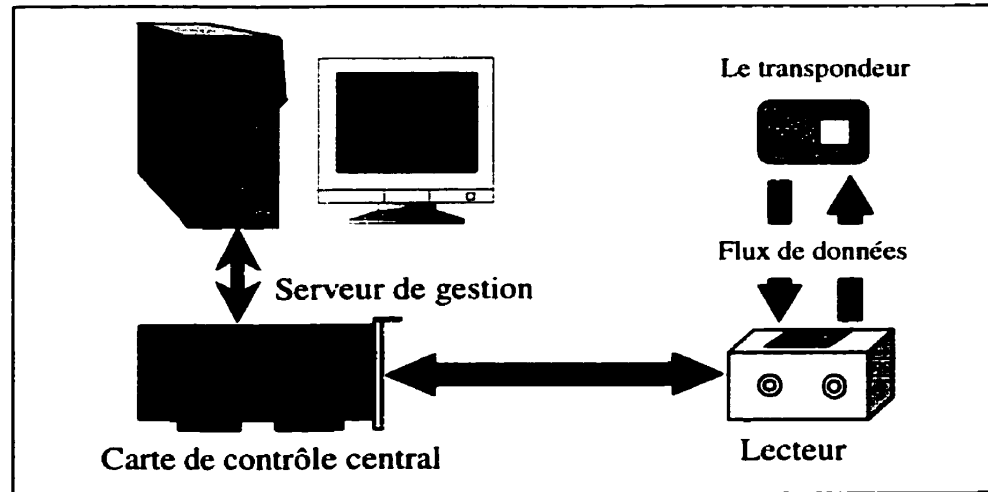 Le transpondeur
Flux de données
Serveur de gestion
Carte de contrôle central
Lecteur